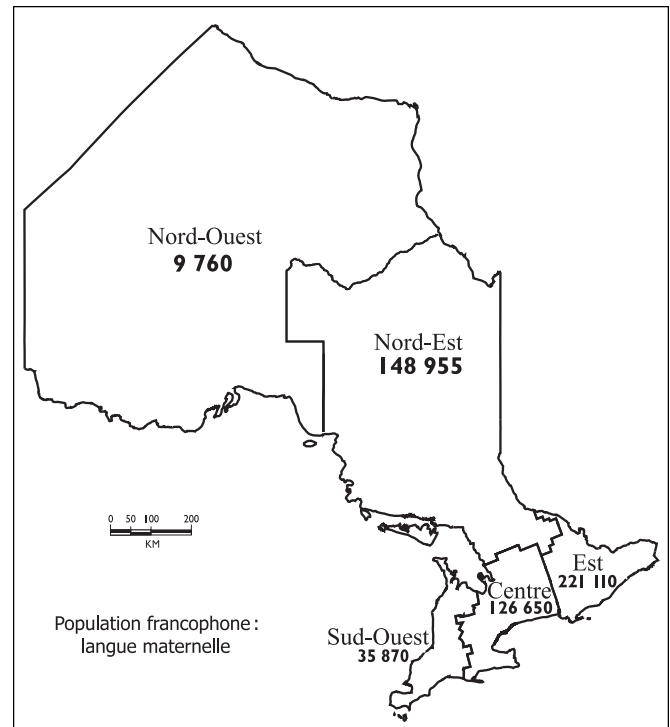 Nord-Ouest
9 760
Nord-Est
148 955
0 50 100 200
KM
Est
221 110
Centre
126 650
Population francophone :
langue maternelle
Sud-Ouest
35 870